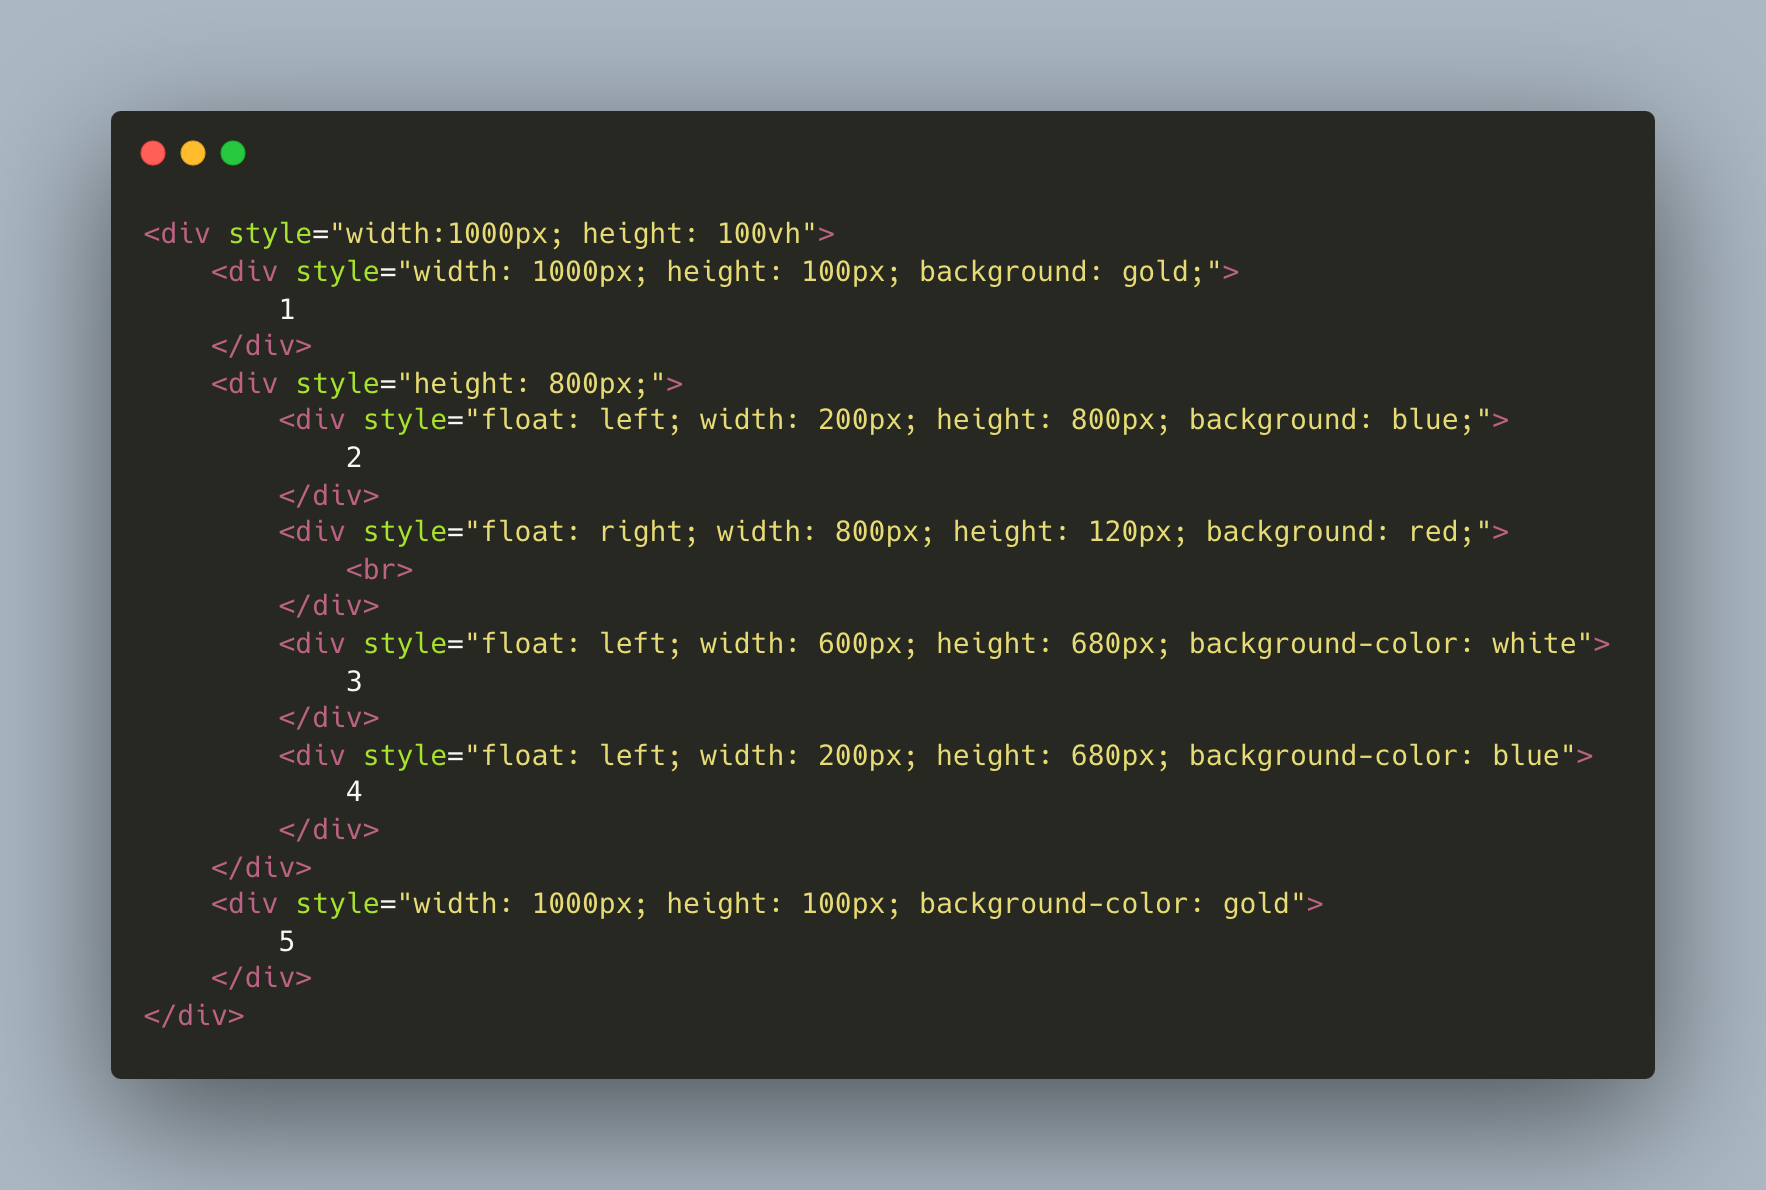 <div style="width:1000px; height: 100vh">
    <div style="width: 1000px; height: 100px; background: gold;">
        1
    </div>
    <div style="height: 800px;">
        <div style="float: left; width: 200px; height: 800px; background: blue;">
            2
        </div>
        <div style="float: right; width: 800px; height: 120px; background: red;">
            <br>
        </div>
        <div style="float: left; width: 600px; height: 680px; background-color: white">
            3
        </div>
        <div style="float: left; width: 200px; height: 680px; background-color: blue">
            4
        </div>
    </div>
    <div style="width: 1000px; height: 100px; background-color: gold">
        5
    </div>
</div>